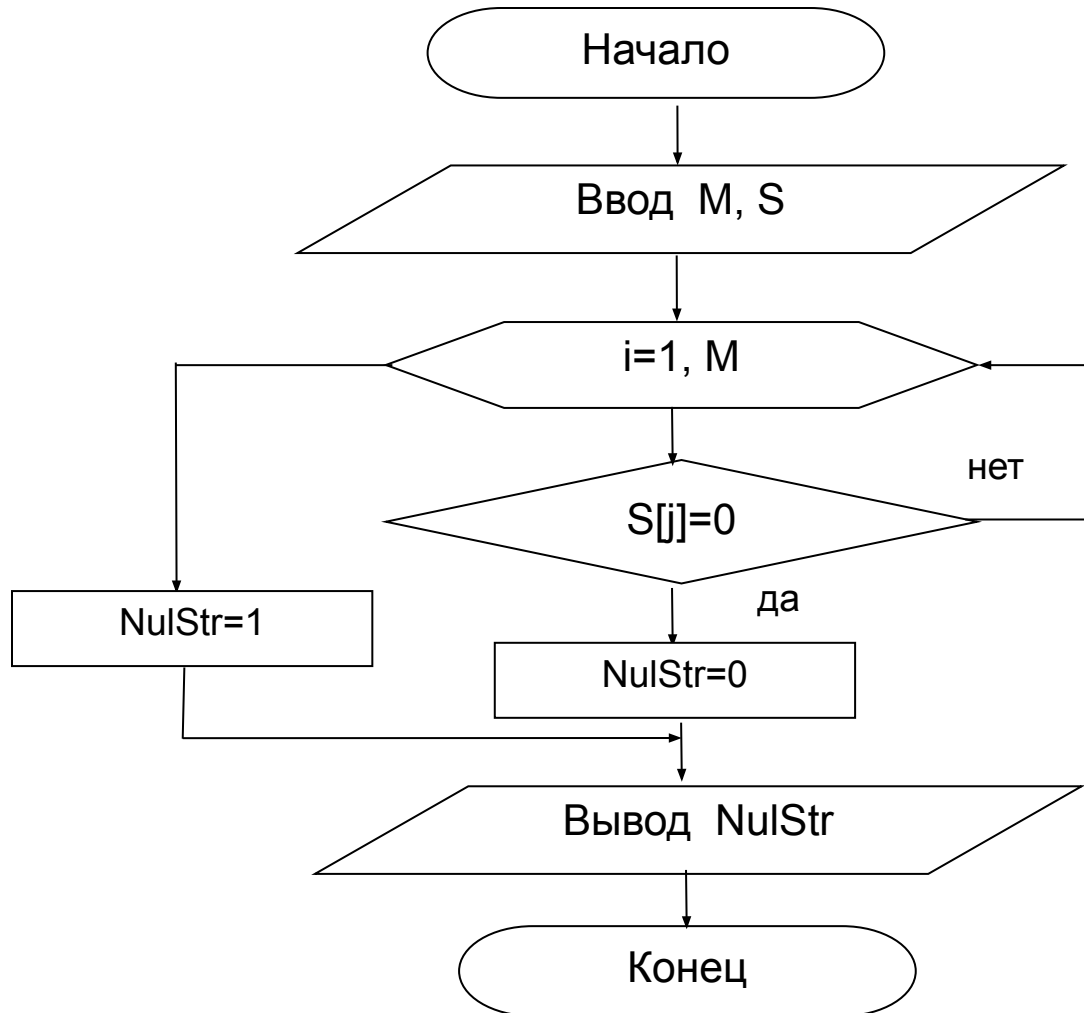 Начало
Ввод M, S
i=1, M
нет
S[j]=0
да
NulStr=1
NulStr=0
Вывод NulStr
Конец